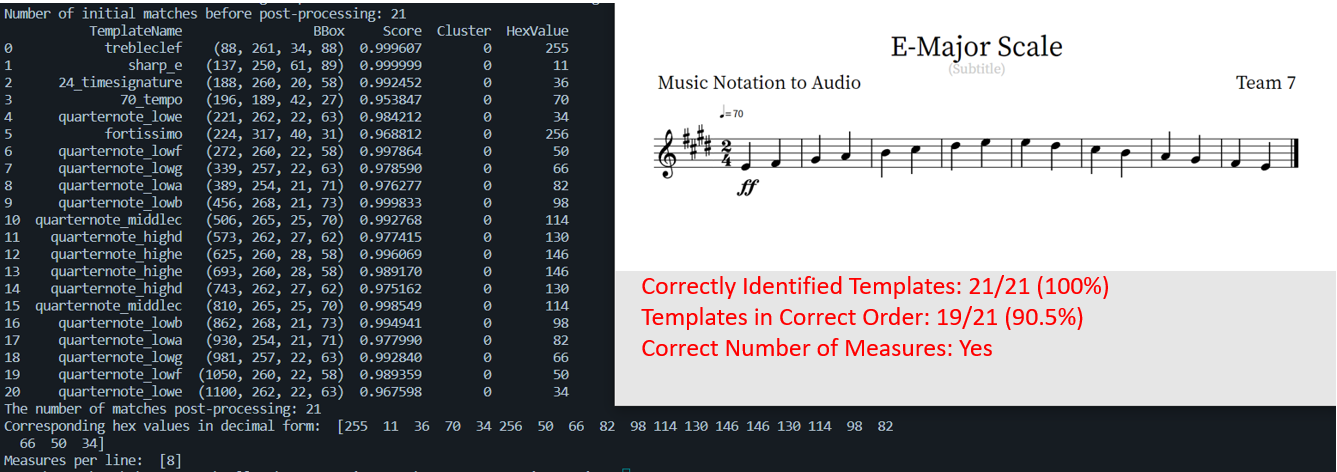 Number of initial matches before post-processing: 21
TemplateName BBox Score Cluster HexValue
0 trebleclef (88, 261, 34, 88) 0.999607 0 255
1 sharp_e (137, 250, 61, 89) 0.999999 0 11
2 24_timesignature (188, 260, 20, 58) 0.992452 0 36
3 70_tempo (196, 189, 42, 27) 0.953847 0 70
4 quarternote_lowe (221, 262, 22, 63) 0.984212 0 34
5 fortissimo (224, 317, 40, 31) 0.968812 0 256
6 quarternote_lowf (272, 260, 22, 58) 0.997864 0 50
7 quarternote_lowg (339, 257, 22, 63) 0.978590 0 66
8 quarternote_lowa (389, 254, 21, 71) 0.976277 0 82
9 quarternote_lowb (456, 268, 21, 73) 0.999833 0 98
10 quarternote_middlec (506, 265, 25, 70) 0.992768 0 114
11 quarternote_highd (573, 262, 27, 62) 0.977415 0 130
12 quarternote_highe (625, 260, 28, 58) 0.996069 0 146
13 quarternote_highe (693, 260, 28, 58) 0.989170 0 146
14 quarternote_highd (743, 262, 27, 62) 0.975162 0 130
15 quarternote_middlec (810, 265, 25, 70) 0.998549 0 114
16 quarternote_lowb (862, 268, 21, 73) 0.994941 0 98
17 quarternote_lowa (930, 254, 21, 71) 0.977990 0 82
18 quarternote_lowg (981, 257, 22, 63) 0.992840 0 66
19 quarternote_lowf (1050, 260, 22, 58) 0.989359 0 50
20 quarternote_lowe (1100, 262, 22, 63) 0.967598 0 34
The number of matches post-processing: 21
Corresponding hex values in decimal form: [255 11 36 70 34 256 50 66 82 98 114 130 146 146 130 114 98 82
66 50 34]
Measures per line: [8]
E-Major Scale
(Subtitle)
Music Notation to Audio Team 7
♩= 70
2
4
ff
Correctly Identified Templates: 21/21 (100%)
Templates in Correct Order: 19/21 (90.5%)
Correct Number of Measures: Yes